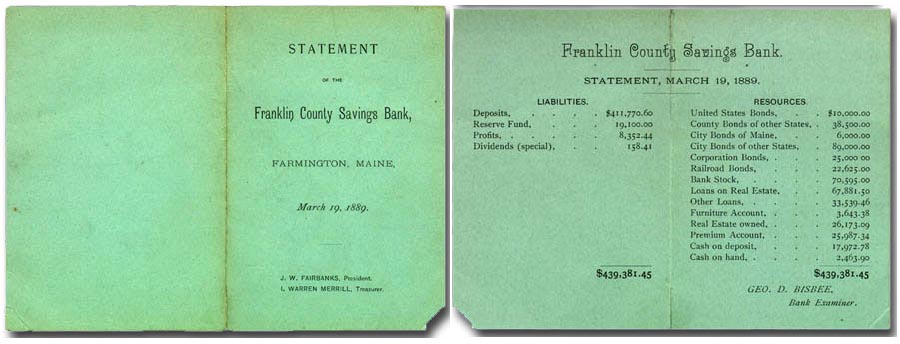 STATEMENT
OF THE
Franklin County Savings Bank,
FARMINGTON, MAINE,
March 19, 1889.
J. W. FAIRBANKS, President.
I. WARREN MERRILL, Treasurer.
Franklin County Savings Bank.
STATEMENT, MARCH 19, 1889.
LIABILITIES.
Deposits, . . . . $411,770.60
Reserve Fund, . . . 19,100.00
Profits, . . . . 8,352.44
Dividends (special), . . 158.41
$439,381.45
RESOURCES.
United States Bonds, . . $10,000.00
County Bonds of other States, . 38,500.00
City Bonds of Maine, . . 6,000.00
City Bonds of other States, . 89,000.00
Corporation Bonds, . . 25,000 00
Railroad Bonds, . . . 22,625.00
Bank Stock, . . . 70,595.00
Loans on Real Estate, . . 67,881.50
Other Loans, . . . 33,539.46
Furniture Account, . . 3,643.38
Real Estate owned, . . . 26,173.09
Premium Account, . . 25,987.34
Cash on deposit, . . . 17,972.78
Cash on hand, . . . 2,463.90
$439,381.45
GEO. D. BISBEE,
Bank Examiner.